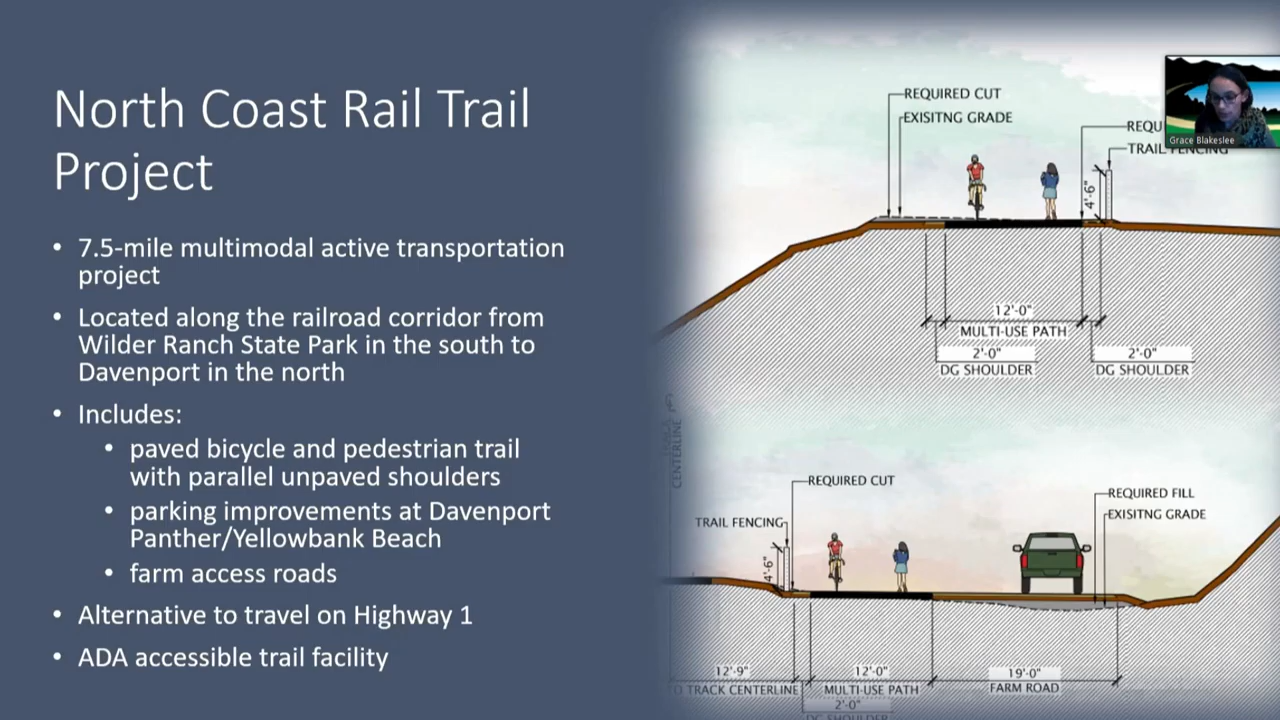 North Coast Rail Trail
Project
• 7.5-mile multimodal active transportation
project
• Located along the railroad corridor from
Wilder Ranch State Park in the south to
Davenport in the north
• Includes:
• paved bicycle and pedestrian trail
with parallel unpaved shoulders
• parking improvements at Davenport
Panther/Yellowbank Beach
• farm access roads
• Alternative to travel on Highway 1
• ADA accessible trail facility
REQUIRED CUT
EXISITNG GRADE
REQU
TRAIL FENCING
Grace Blakeslee
4'-6"
12'-0"
MULTI-USE PATH
2'-0"
DG SHOULDER
2'-0"
DG SHOULDER
CENTERLINE
REQUIRED CUT
TRAIL FENCING
4'-6"
REQUIRED FILL
EXISITNG GRADE
12'-9"
TRACK CENTERLINE
12'-0"
MULTI-USE PATH
19'-0"
FARM ROAD
2'-0"
DG SHOULDER